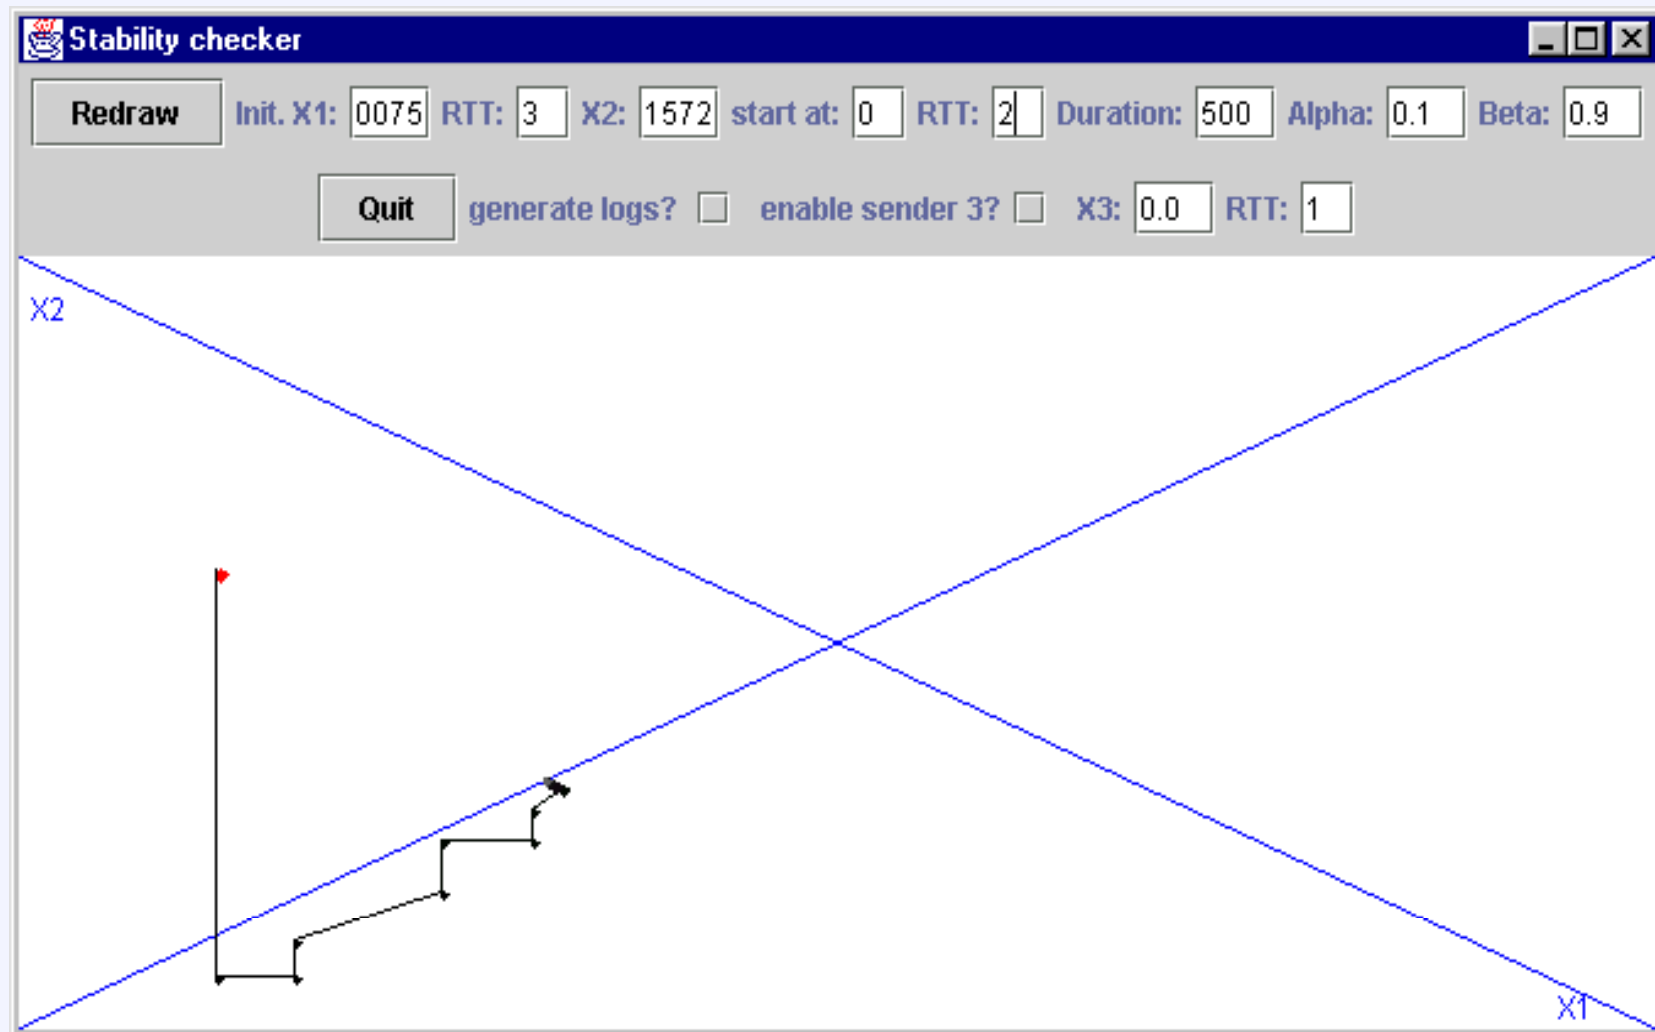 Stability checker
Redraw Init. X1: 0075 RTT: 3 X2: 1572 start at: 0 RTT: 2 Duration: 500 Alpha: 0.1 Beta: 0.9
Quit generate logs? enable sender 3? X3: 0.0 RTT: 1
X2
X1